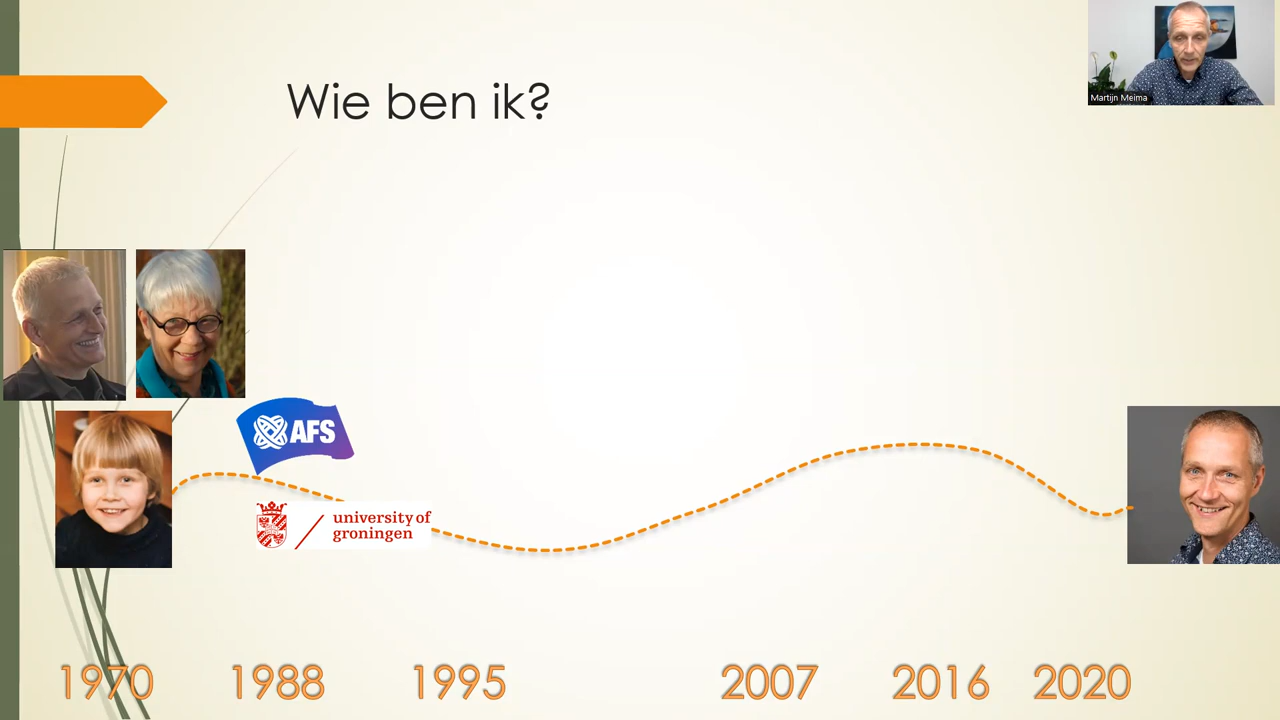 Wie ben ik?
Martijn Meima
AFS
university of
groningen
1970 1988 1995 2007 2016 2020